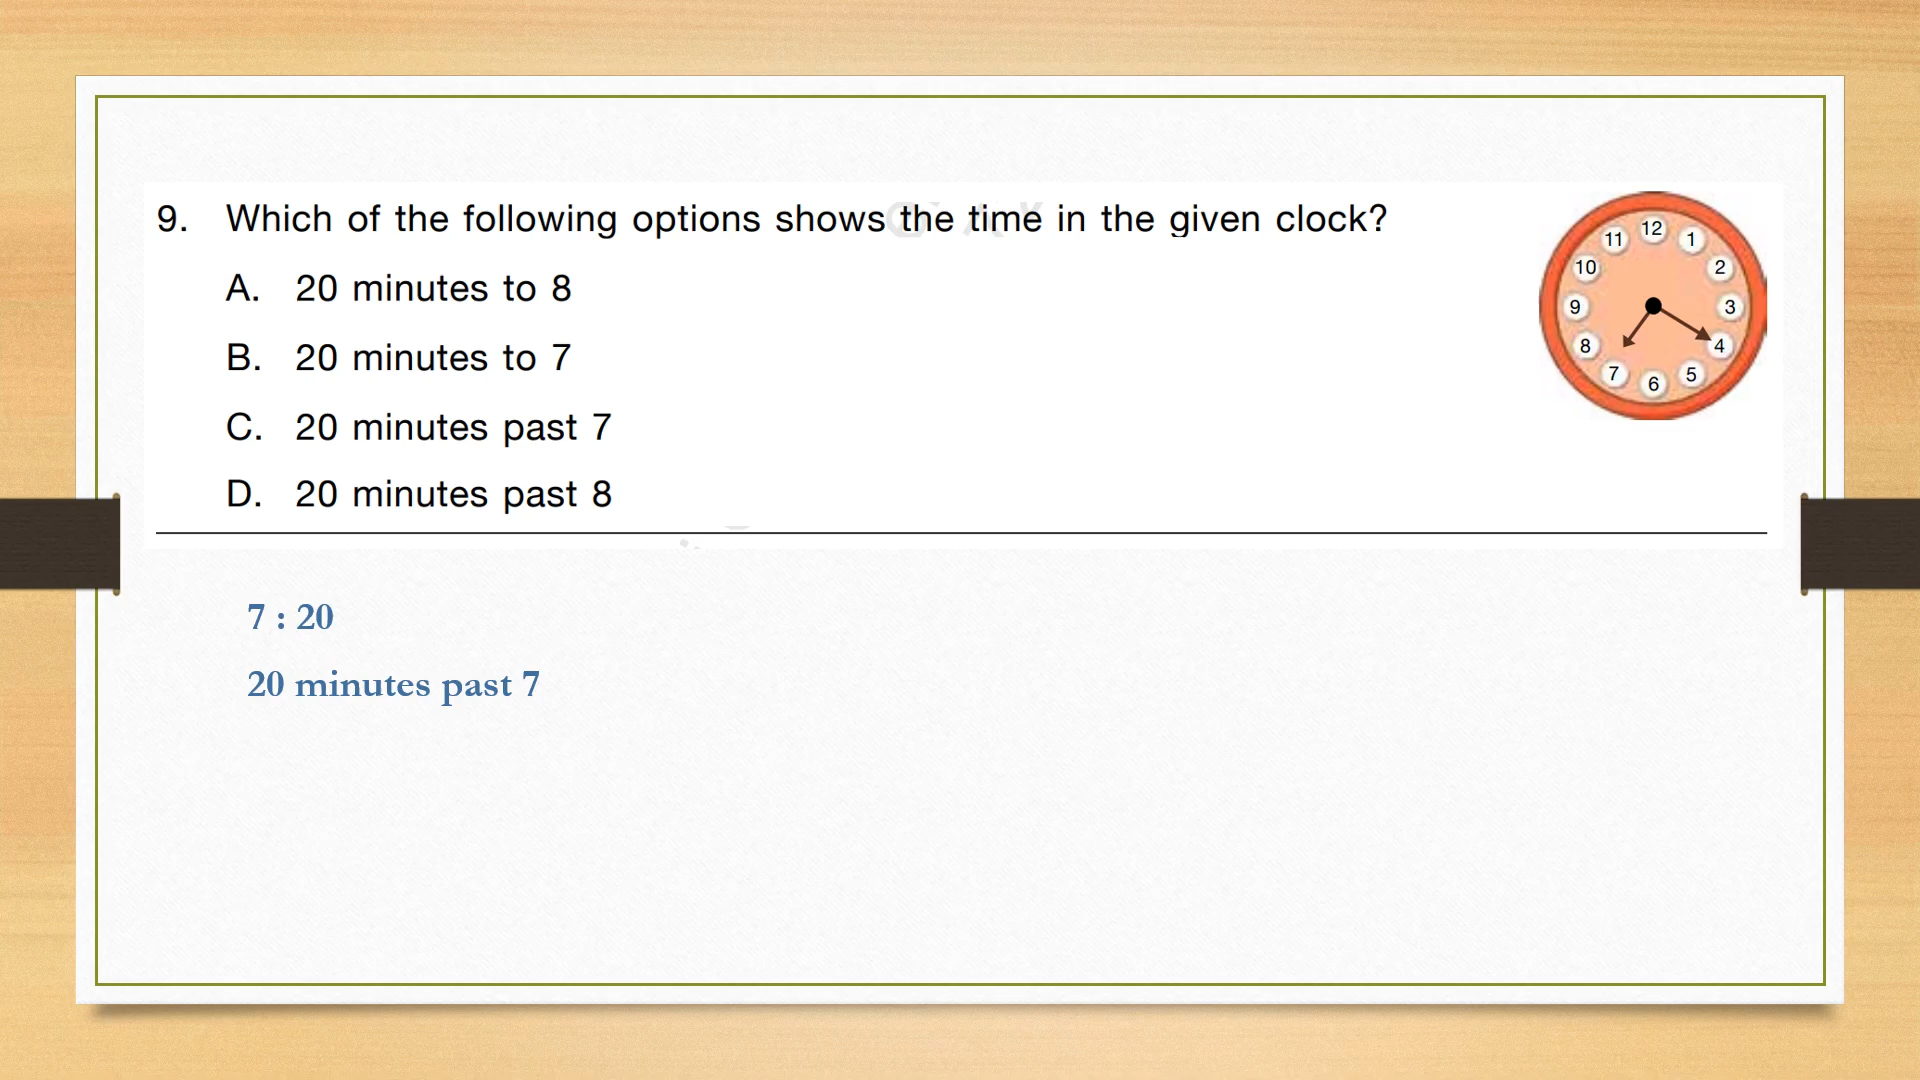 9. Which of the following options shows the time in the given clock?
A. 20 minutes to 8
B. 20 minutes to 7
C. 20 minutes past 7
D. 20 minutes past 8
12
11 1
10 2
9 3
8 4
7 5
6
7 : 20
20 minutes past 7